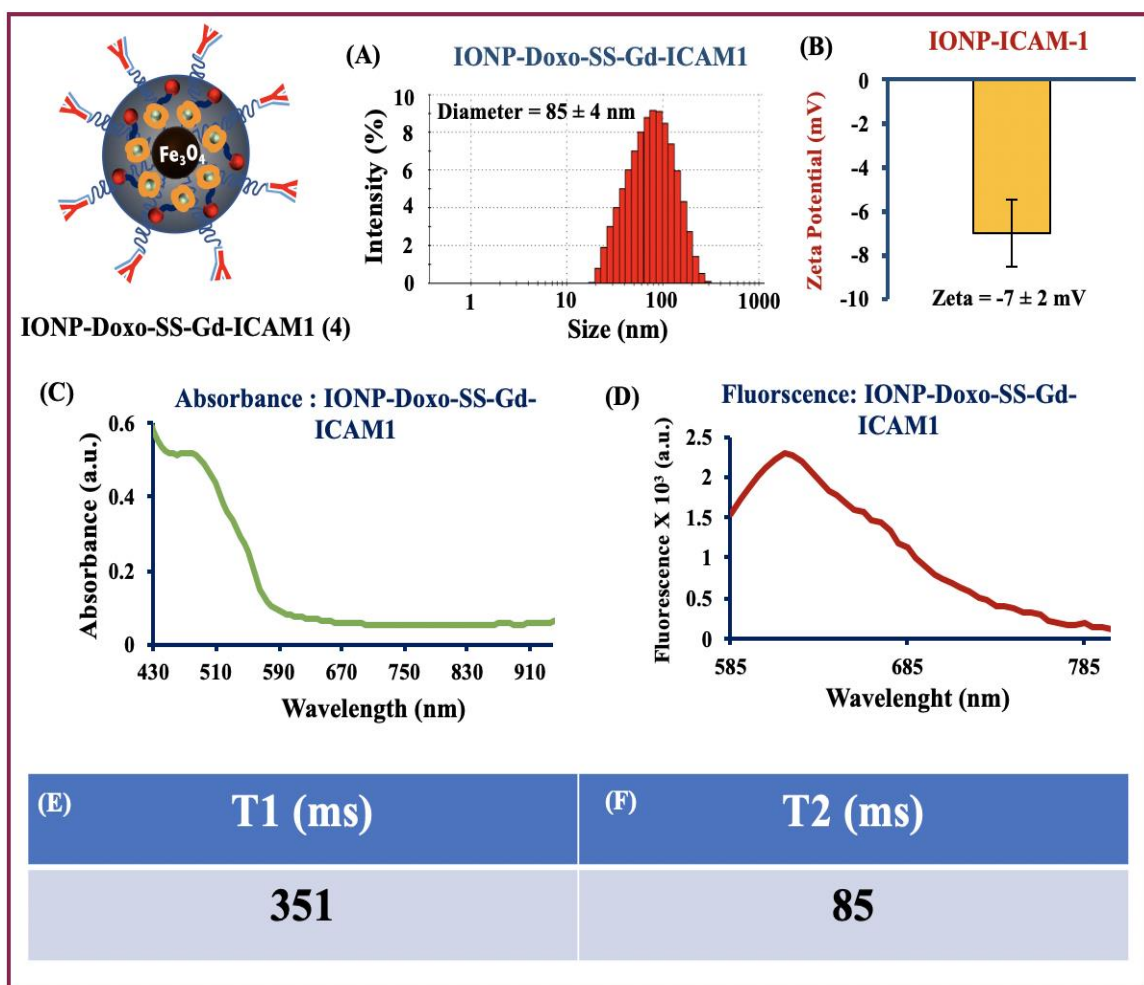 (A)
IONP-Doxo-SS-Gd-ICAM1
Diameter = 85 ± 4 nm
Intensity (%)
10
8
6
4
2
0
1
10
100
1000
Size (nm)
(B)
IONP-ICAM-1
Zeta Potential (mV)
0
-2
-4
-6
-8
-10
Zeta = -7 ± 2 mV
Fe₃O₄
IONP-Doxo-SS-Gd-ICAM1 (4)
(C)
Absorbance : IONP-Doxo-SS-Gd-
ICAM1
Absorbance (a.u.)
0.6
0.4
0.2
0
430
510
590
670
750
830
910
Wavelength (nm)
(D)
Fluorscence: IONP-Doxo-SS-Gd-
ICAM1
Fluorescence X 10³ (a.u.)
2.5
2
1.5
1
0.5
0
585
685
785
Wavelenght (nm)
(E)
T1 (ms)
(F)
T2 (ms)
351
85